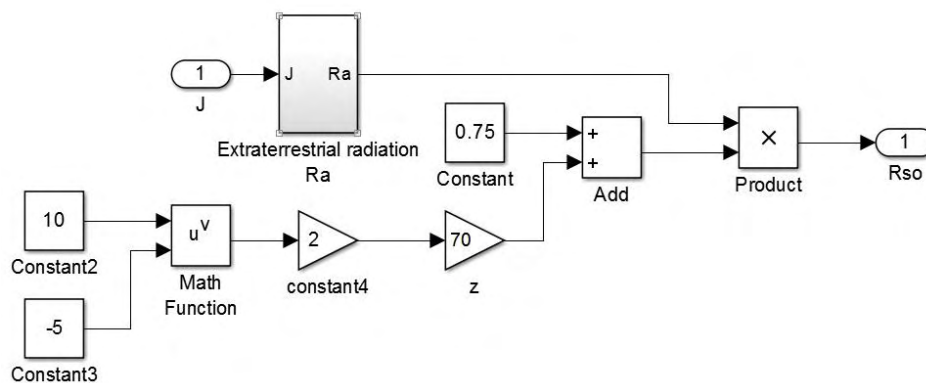 1
J
J Ra
Extraterrestrial radiation
Ra
0.75
Constant
+
+
Add
×
Product
1
Rso
10
Constant2
-5
Constant3
u^v
Math
Function
2
constant4
70
z